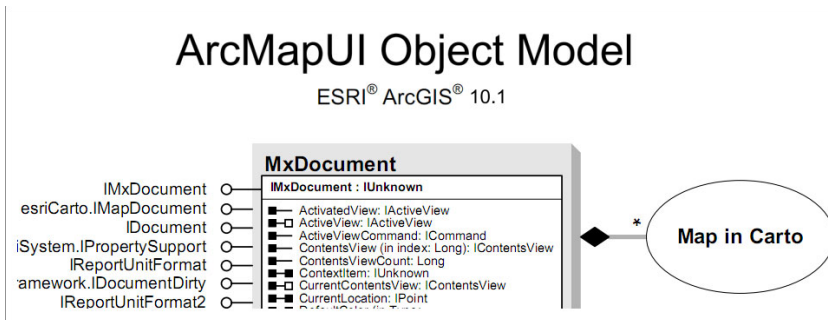 ArcMapUI Object Model
ESRI® ArcGIS® 10.1
MxDocument
IMxDocument
IMxDocument : IUnknown
esriCarto.IMapDocument
IDocument
iSystem.IPropertySupport
IReportUnitFormat
ramework.IDocumentDirty
IReportUnitFormat2
ActivatedView: IActiveView
ActiveView: IActiveView
ActiveViewCommand: ICommand
ContentsView (in index: Long): IContentsView
ContentsViewCount: Long
ContextItem: IUnknown
CurrentContentsView: IContentsView
CurrentLocation: IPoint
*
Map in Carto